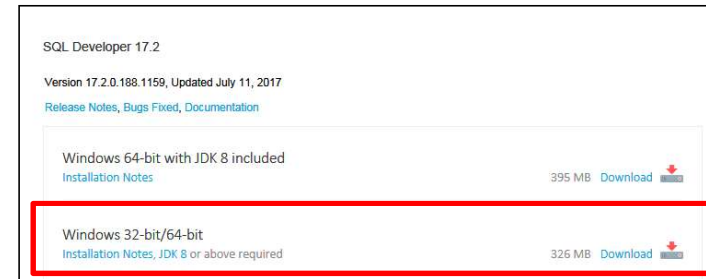 SQL Developer 17.2
Version 17.2.0.188.1159, Updated July 11, 2017
Release Notes, Bugs Fixed, Documentation
Windows 64-bit with JDK 8 included
Installation Notes 395 MB Download
Windows 32-bit/64-bit
Installation Notes, JDK 8 or above required 326 MB Download